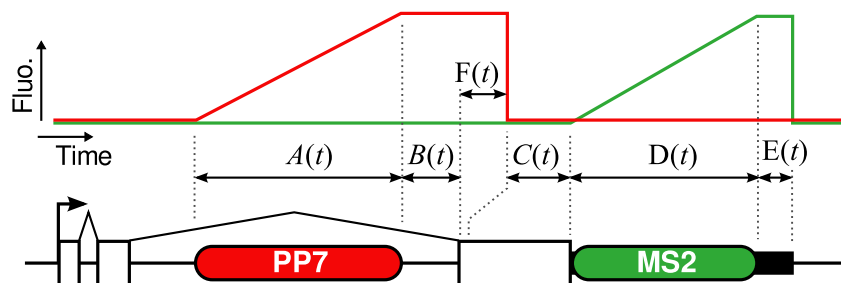 Fluo.
Time
F(t)
A(t)
B(t)
C(t)
D(t)
E(t)
PP7
MS2